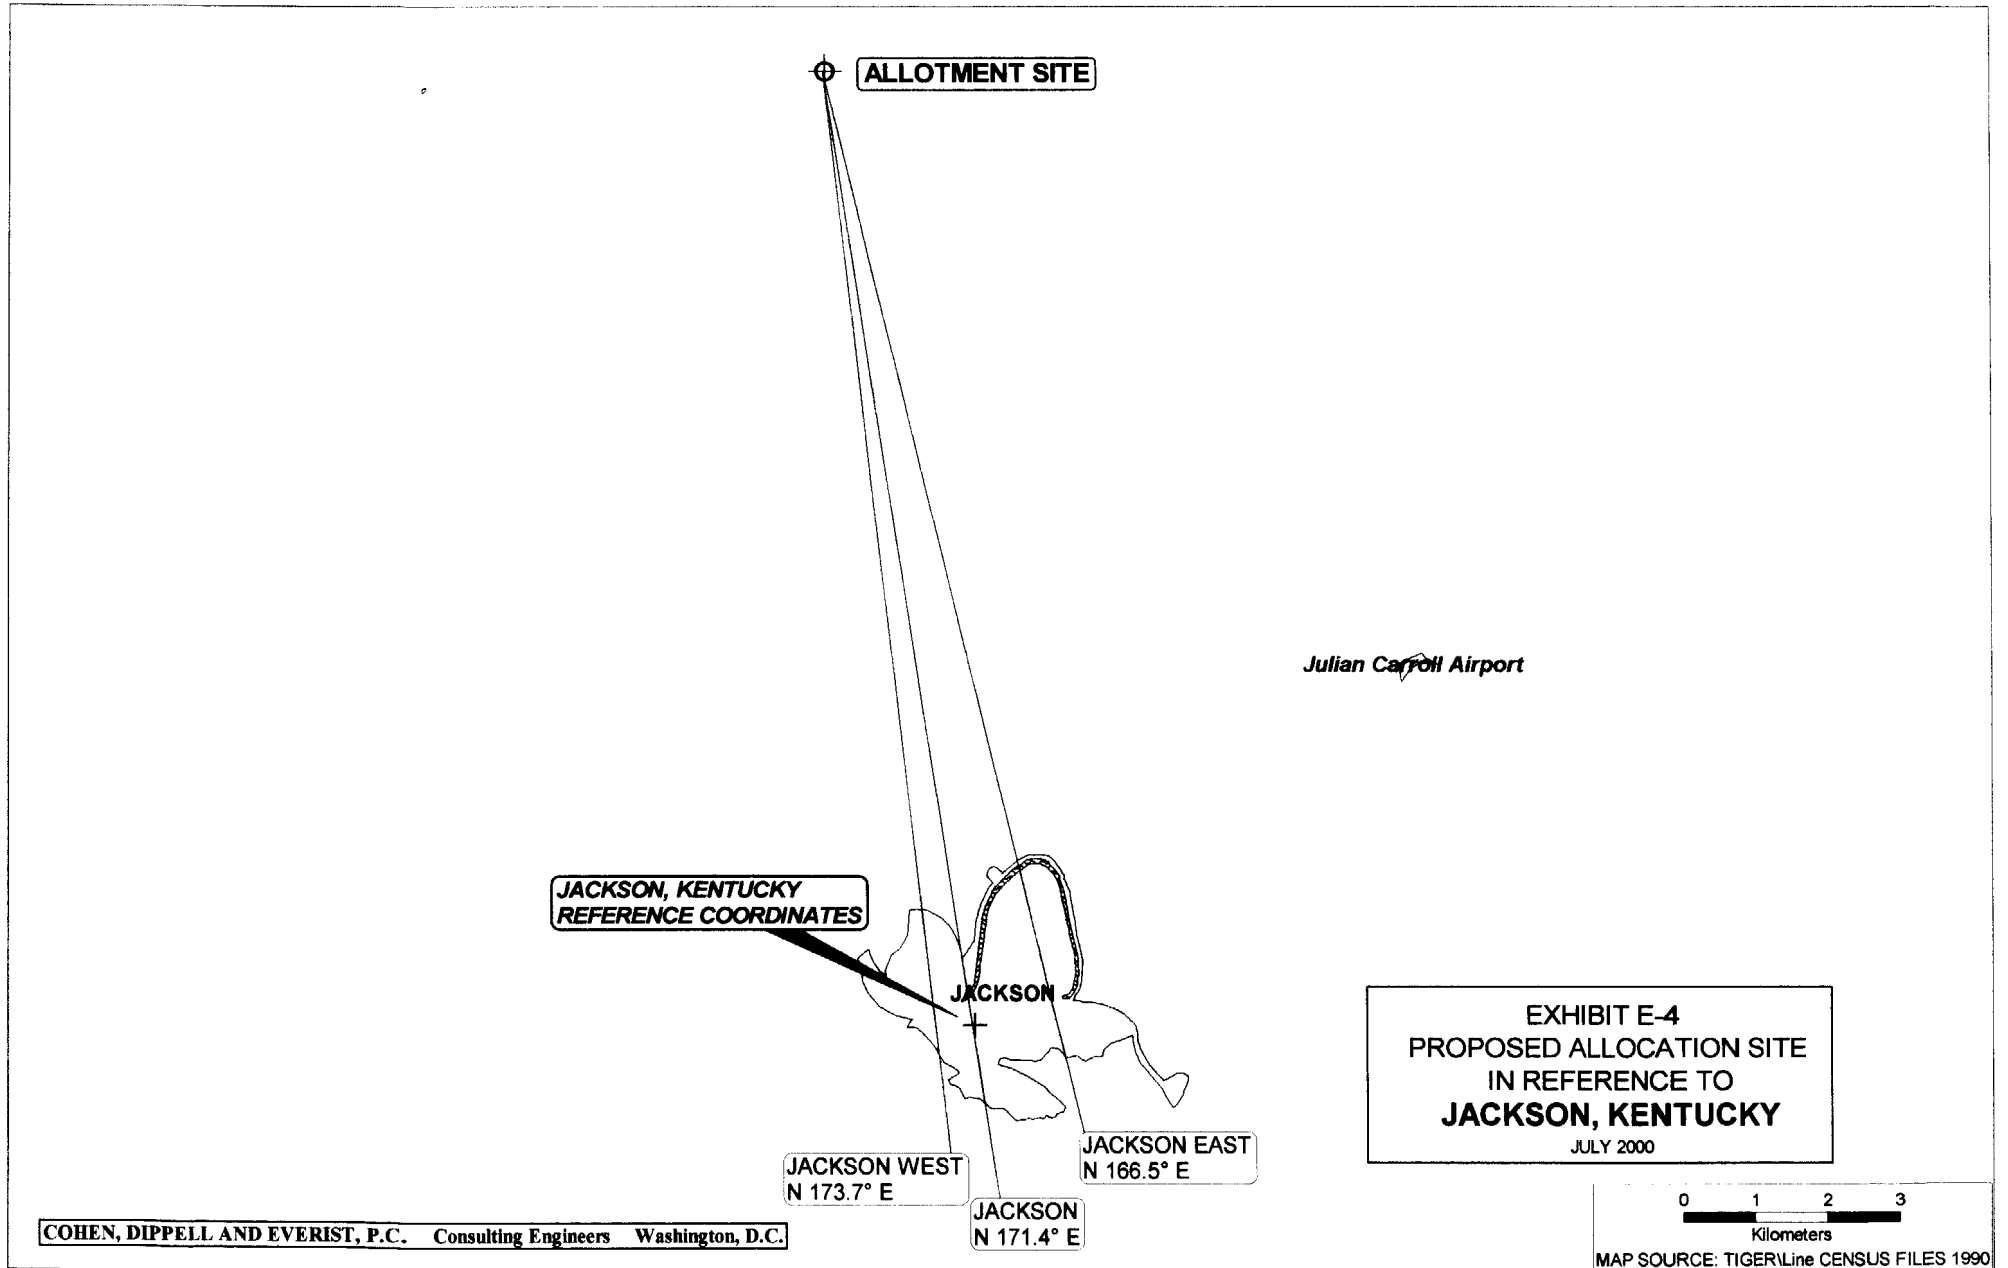 ALLOTMENT SITE
Julian Carroll Airport
JACKSON, KENTUCKY
REFERENCE COORDINATES
JACKSON
EXHIBIT E-4
PROPOSED ALLOCATION SITE
IN REFERENCE TO
JACKSON, KENTUCKY
JULY 2000
JACKSON EAST
N 166.5° E
JACKSON WEST
N 173.7° E
JACKSON
N 171.4° E
0 1 2 3
Kilometers
MAP SOURCE: TIGER\Line CENSUS FILES 1990
COHEN, DIPPELL AND EVERIST, P.C. Consulting Engineers Washington, D.C.